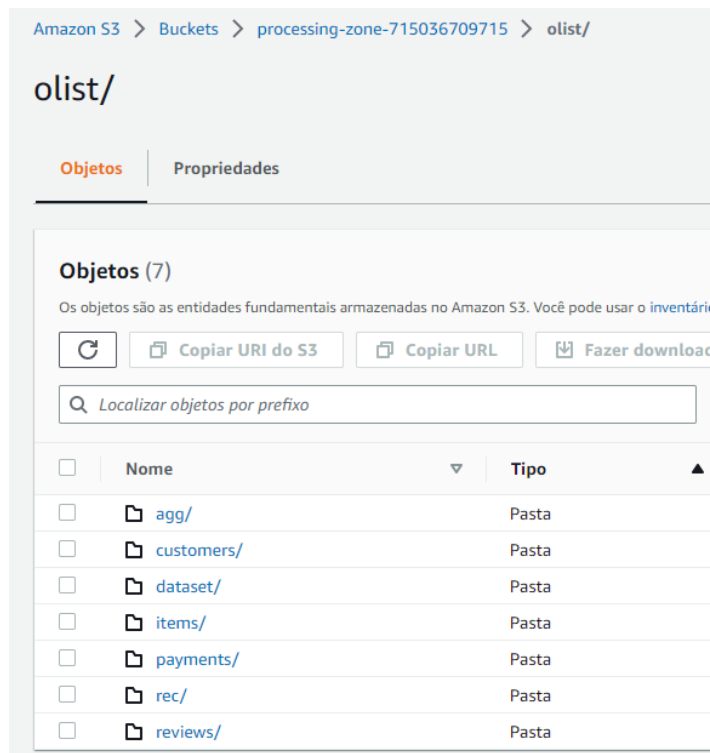 Amazon S3 > Buckets > processing-zone-715036709715 > olist/
olist/
Objetos Propriedades
Objetos (7)
Os objetos são as entidades fundamentais armazenadas no Amazon S3. Você pode usar o inventári
Copiar URI do S3 Copiar URL Fazer download
Localizar objetos por prefixo
Nome Tipo
agg/ Pasta
customers/ Pasta
dataset/ Pasta
items/ Pasta
payments/ Pasta
rec/ Pasta
reviews/ Pasta